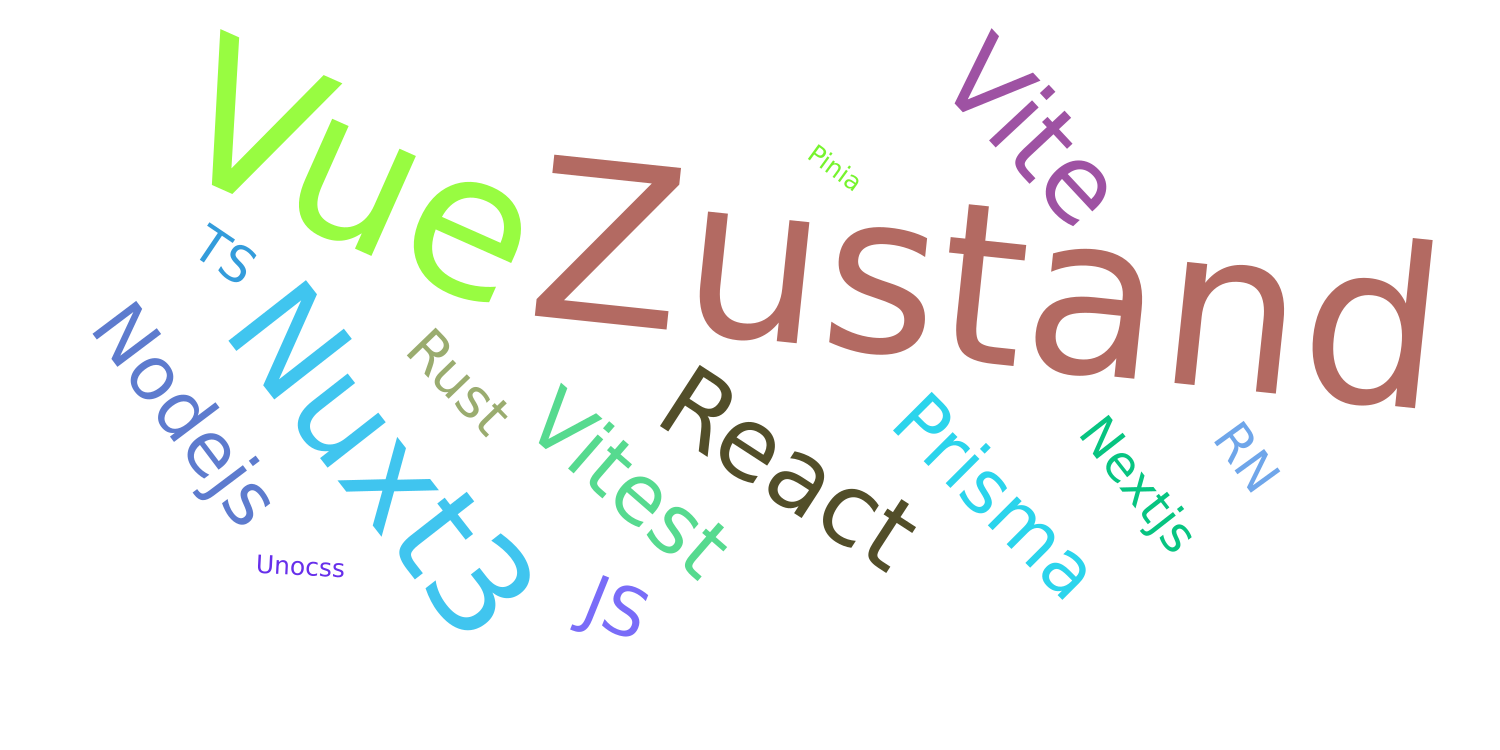 Vue
Vite
Pinia
Zustand
TS
Nuxt3
Nodejs
Rust
Vitest
React
Prisma
Nextjs
RN
Unocss
JS